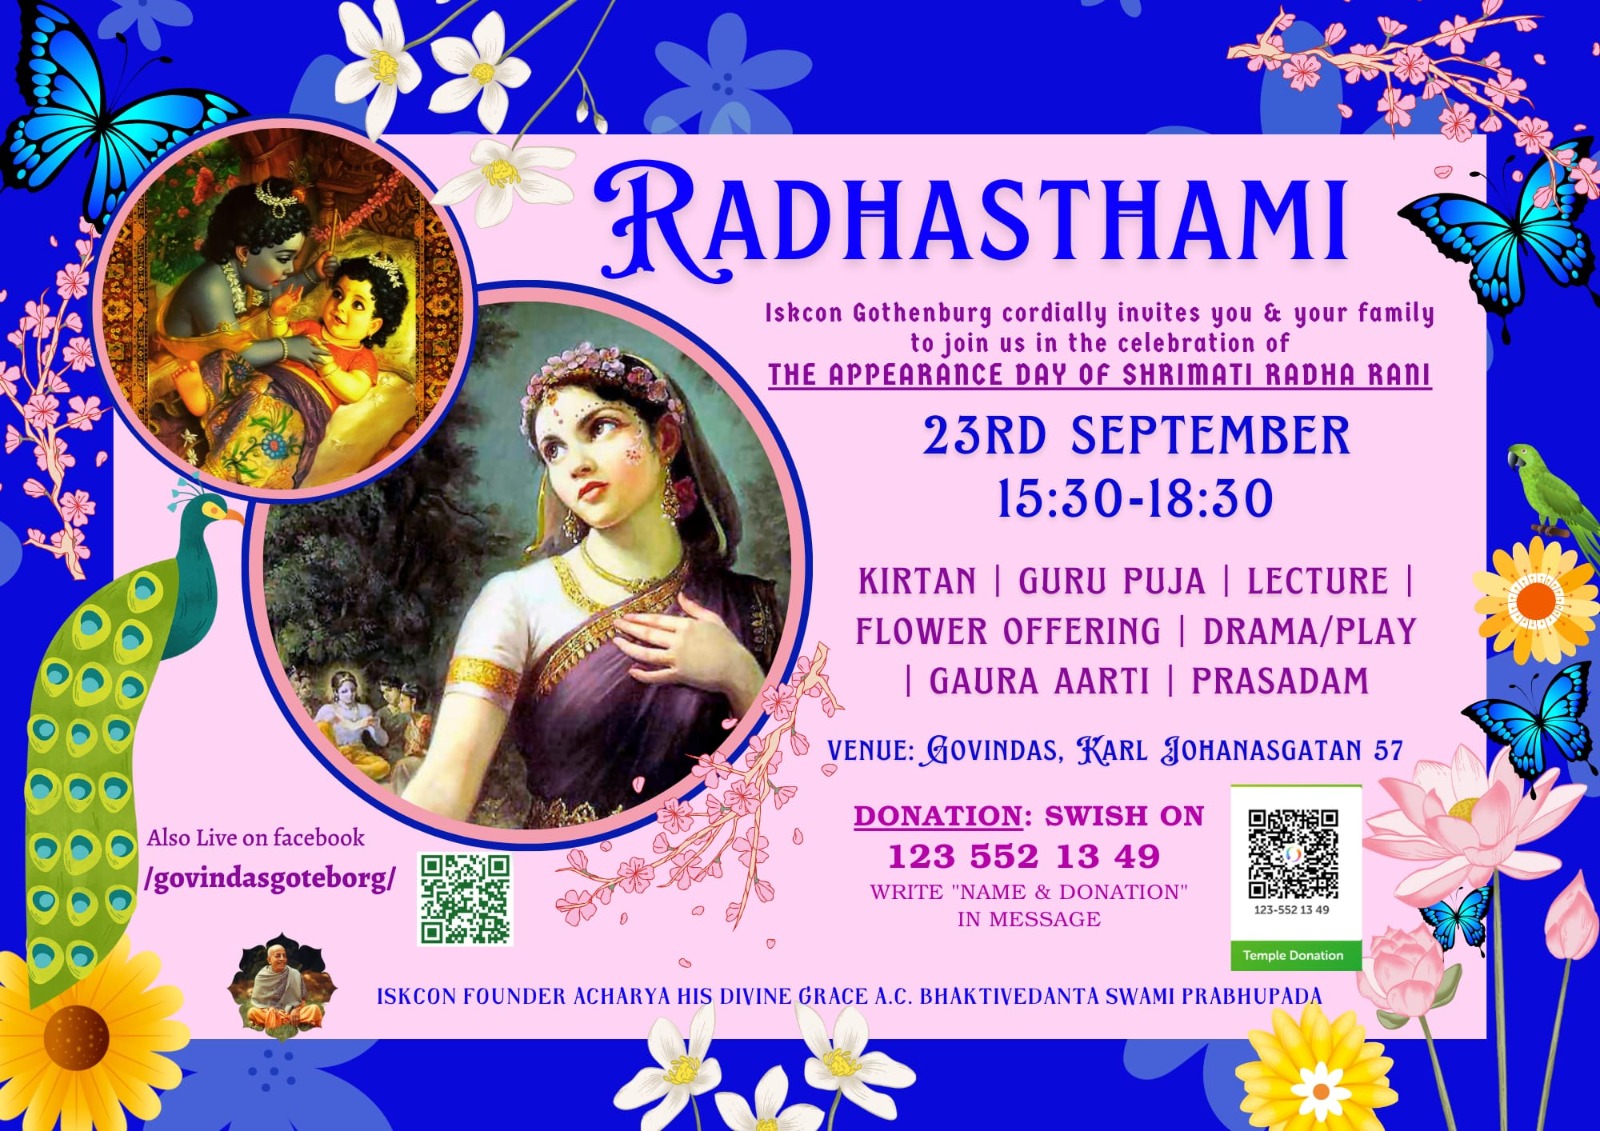 RADHASTHAMI
Iskcon Gothenburg cordially invites you & your family
to join us in the celebration of
THE APPEARANCE DAY OF SHRIMATI RADHA RANI
23RD SEPTEMBER
15:30-18:30
KIRTAN | GURU PUJA | LECTURE |
FLOWER OFFERING | DRAMA/PLAY
| GAURA AARTI | PRASADAM
VENUE: GOVINDAS, KARL JOHANASGATAN 57
DONATION: SWISH ON
123 552 13 49
WRITE "NAME & DONATION"
IN MESSAGE
123-552 13 49
Temple Donation
Also Live on facebook
/govindasgoteborg/
ISKCON FOUNDER ACHARYA HIS DIVINE GRACE A.C. BHAKTIVEDANTA SWAMI PRABHUPADA